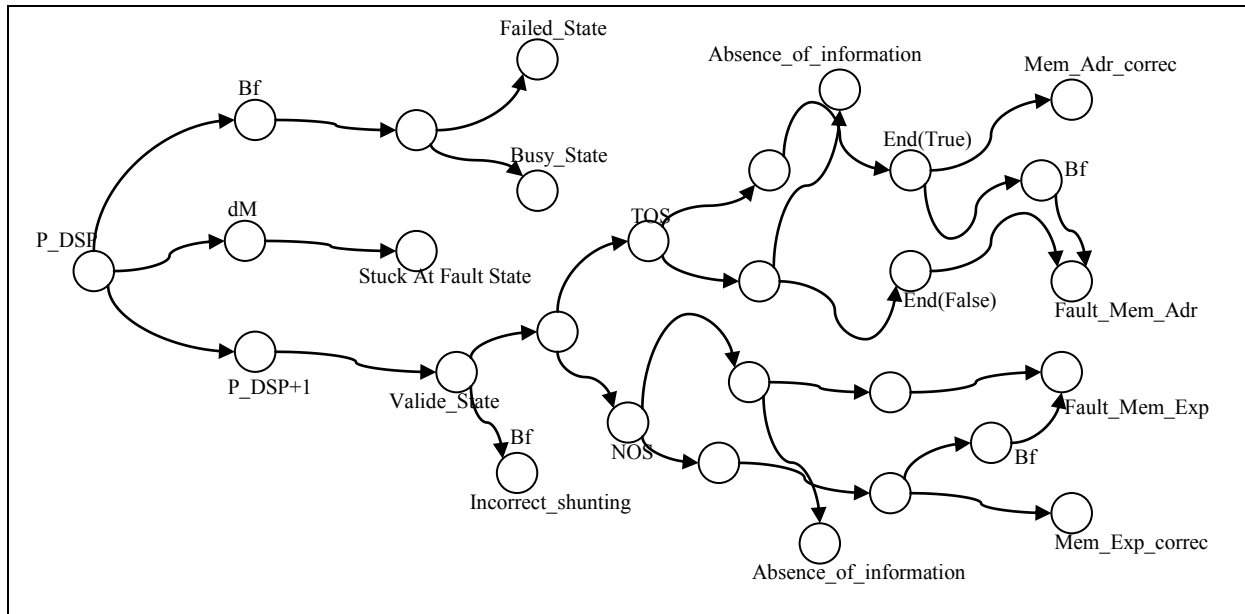 Failed_State
Absence_of_information
Mem_Adr_correc
Bf
End(True)
Busy_State
Bf
dM
TOS
P_DSP
Stuck At Fault State
End(False)
Fault_Mem_Adr
P_DSP+1
Valide_State
Fault_Mem_Exp
Bf
NOS
Bf
Incorrect_shunting
Mem_Exp_correc
Absence_of_information